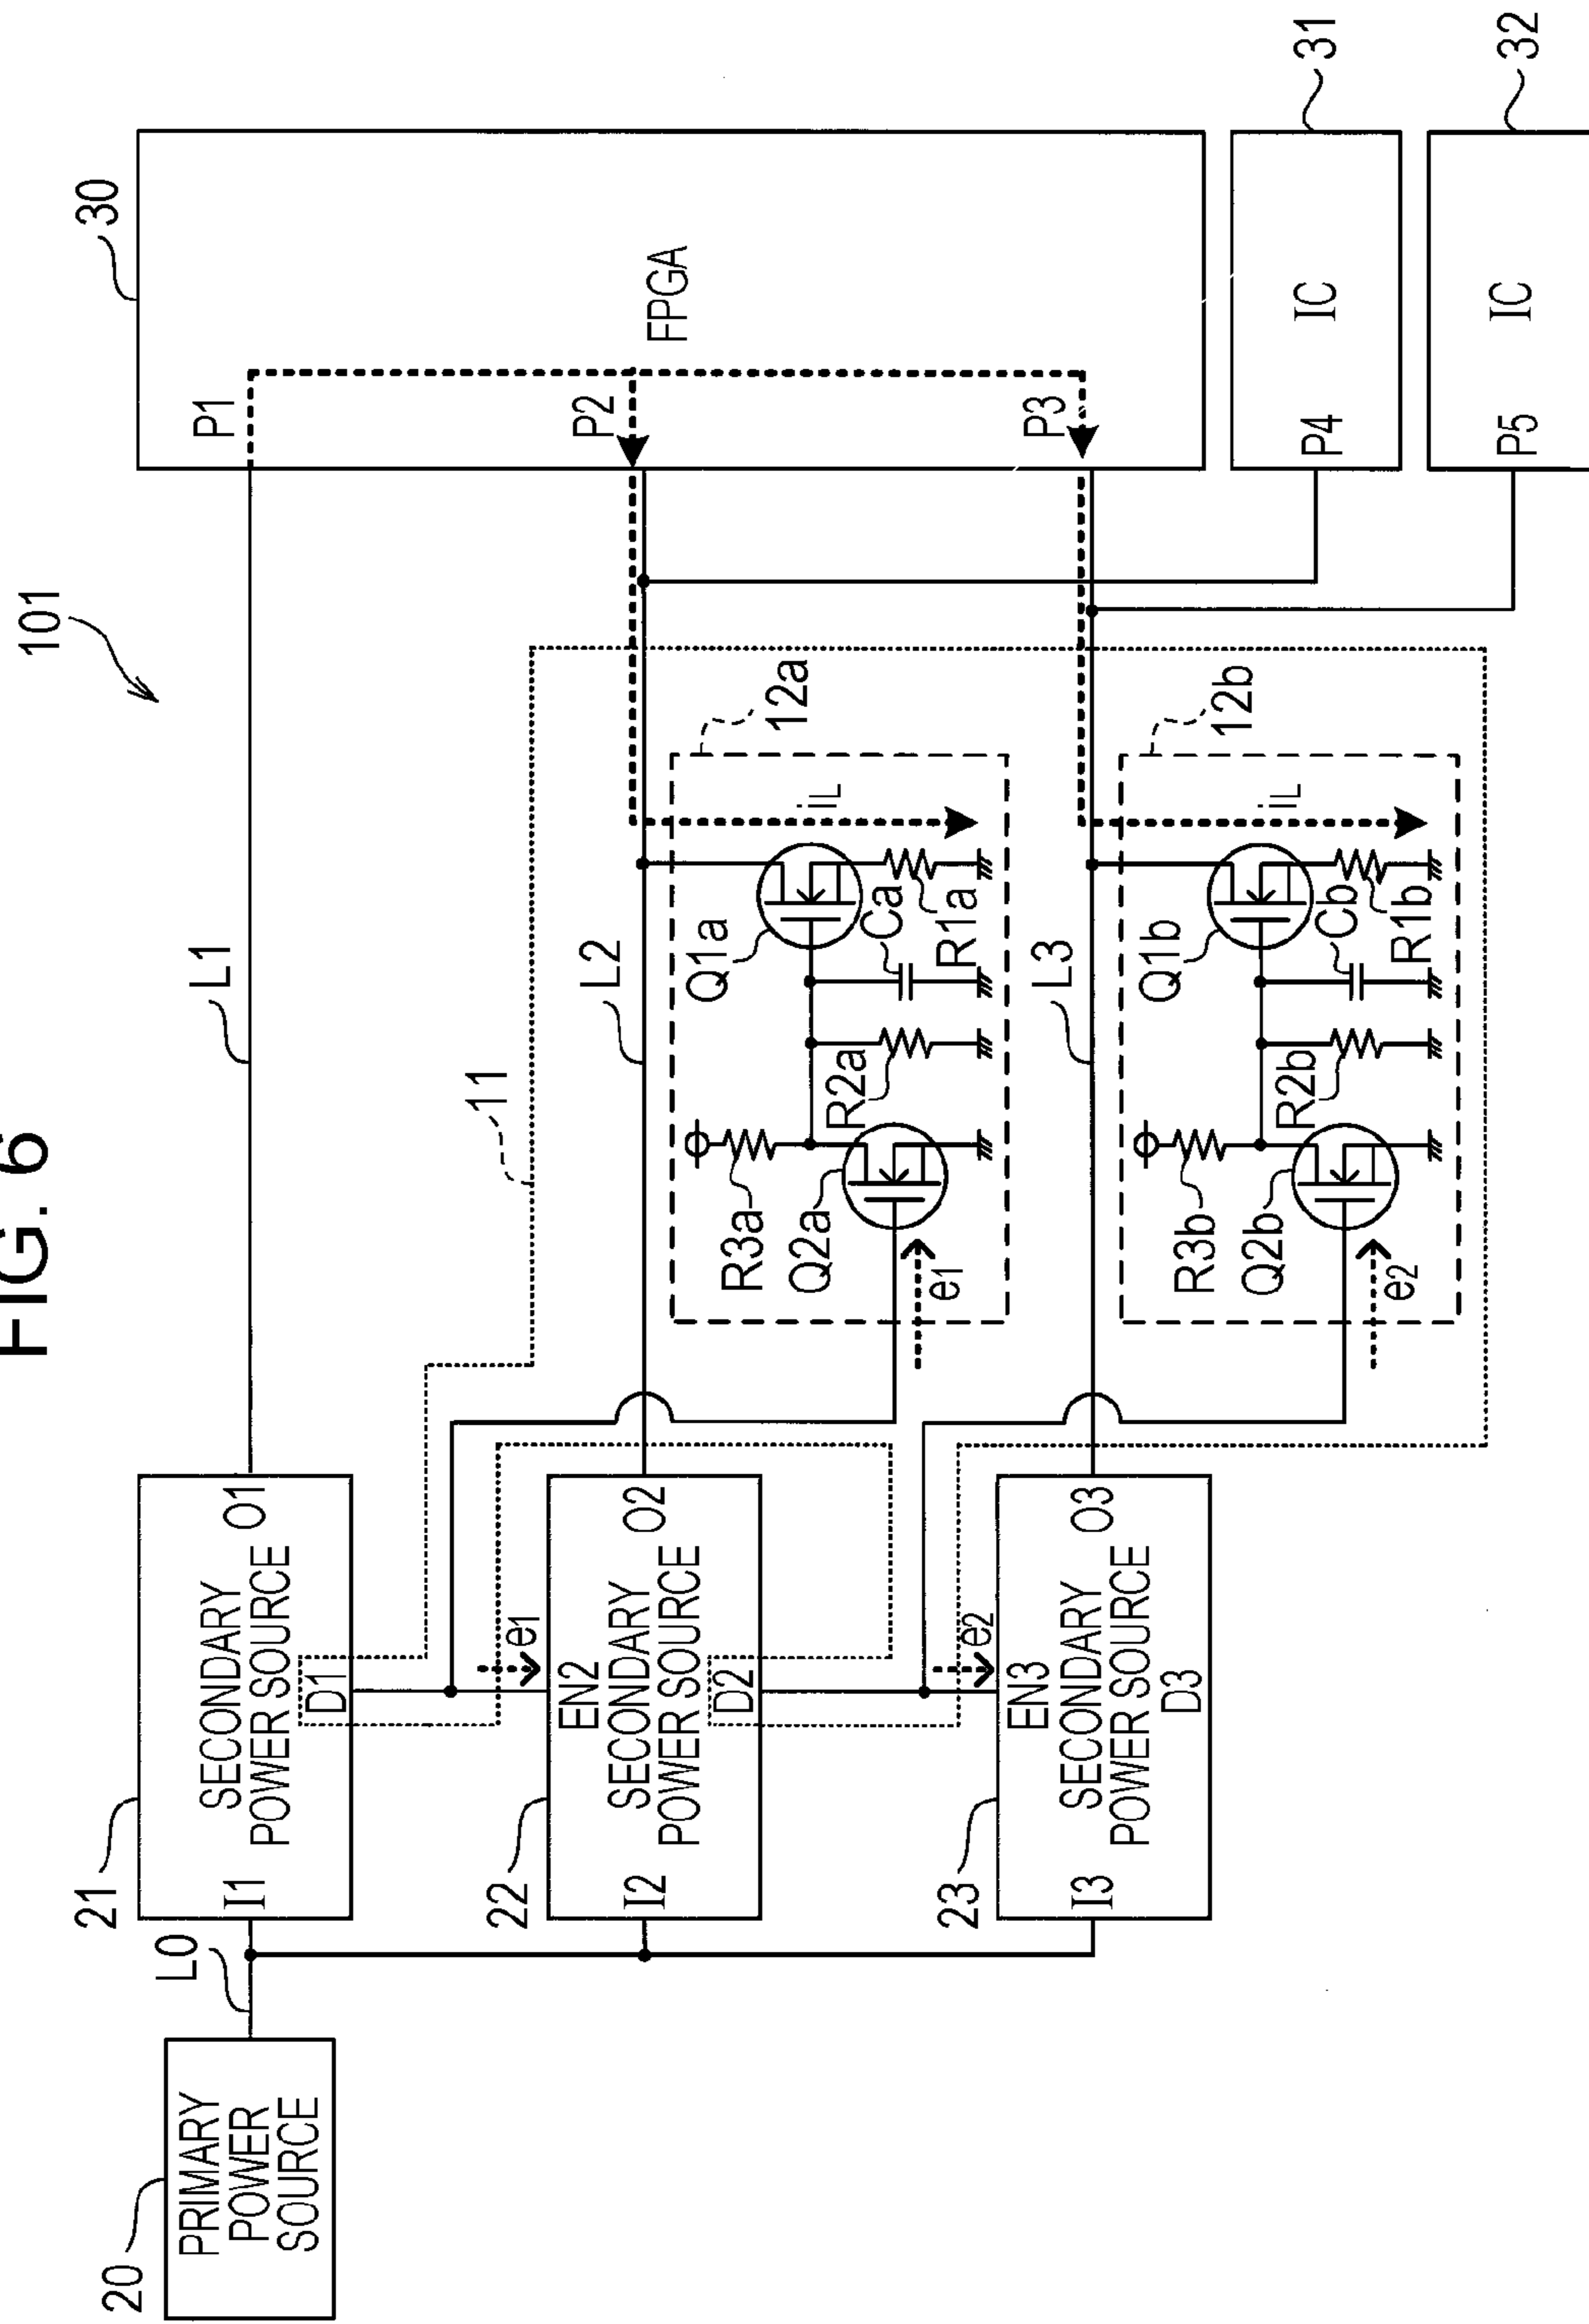 FIG. 6
101
20
PRIMARY
POWER
SOURCE
L0
21
I1
SECONDARY
POWER SOURCE
O1
D1
L1
30
P1
P2
P3
FPGA
e1
11
22
EN2
I2
SECONDARY
POWER SOURCE
O2
D2
L2
12a
R3a
Q2a
e1
R2a
Q1a
Ca
R1a
iL
e2
23
EN3
I3
SECONDARY
POWER SOURCE
O3
D3
L3
12b
R3b
Q2b
e2
R2b
Q1b
Cb
R1b
iL
31
IC
P4
32
IC
P5